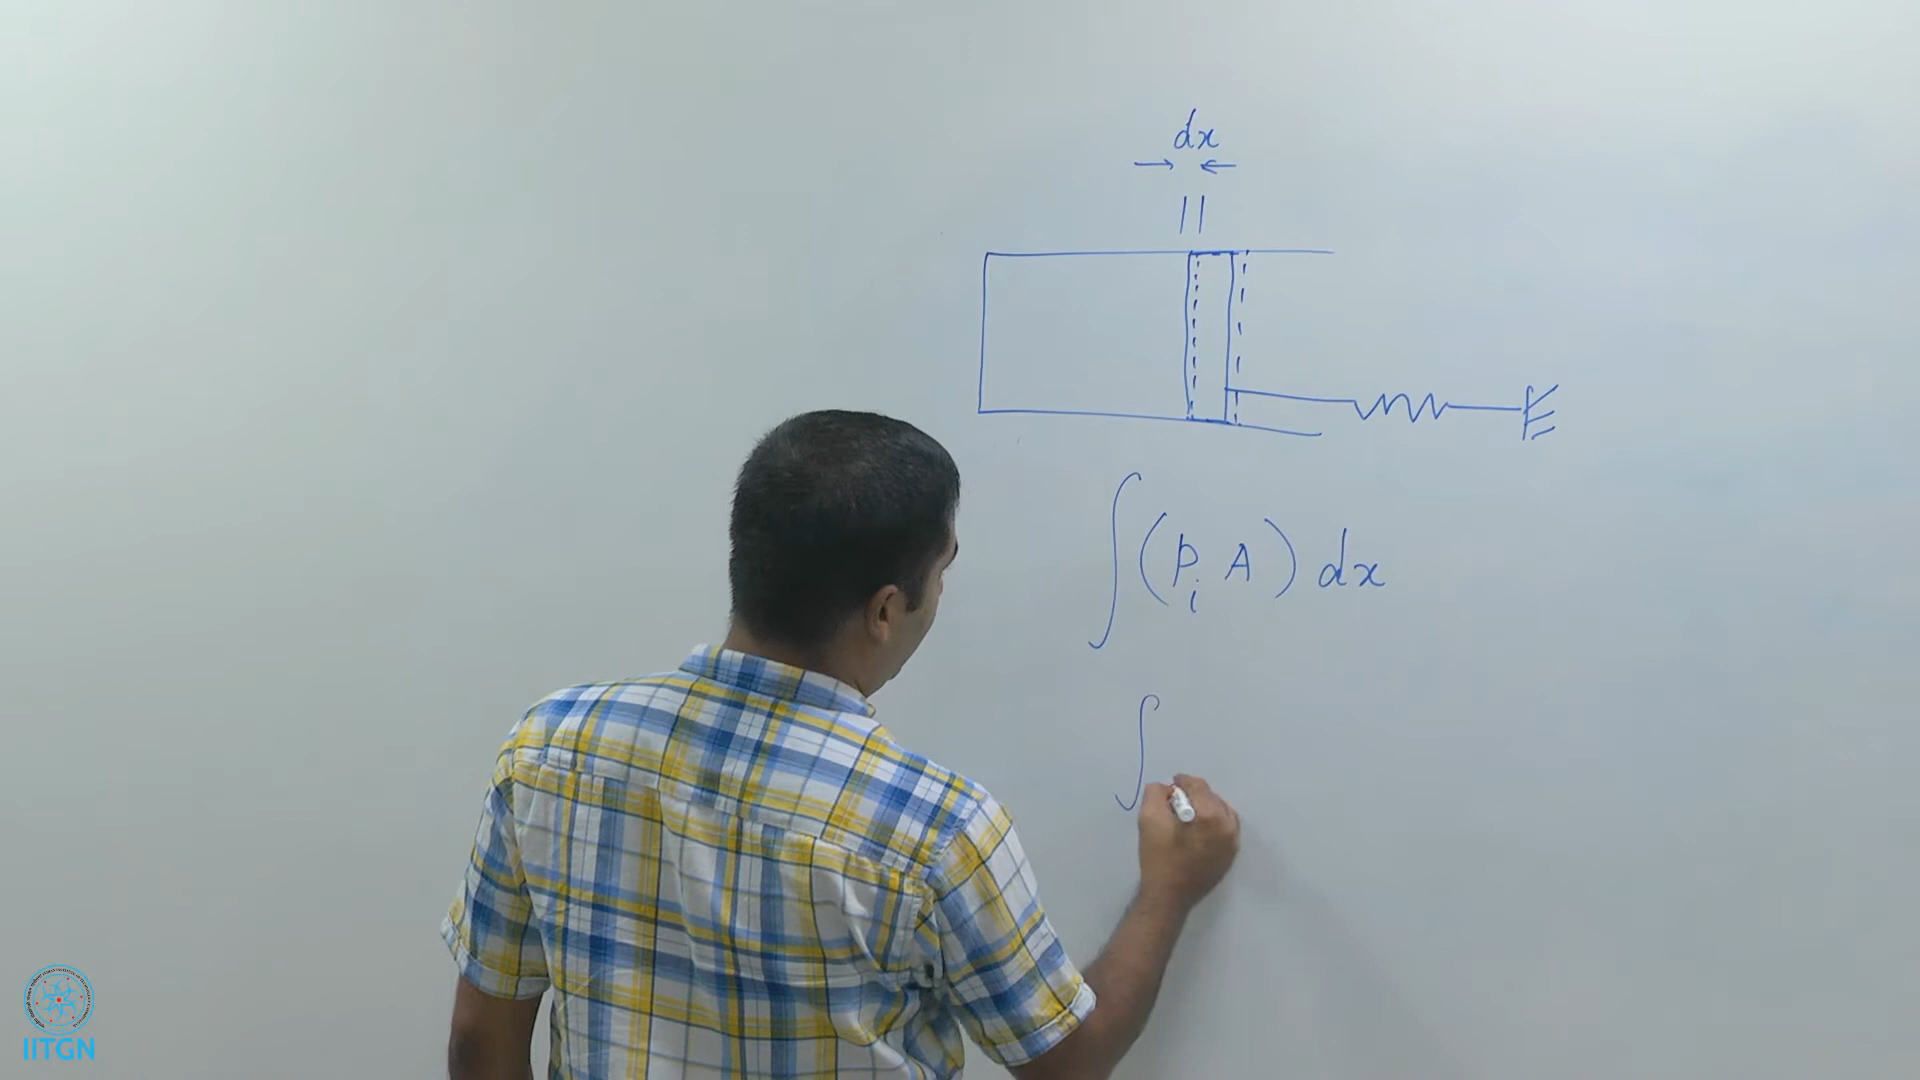 dx
∫ (p_i A) dx
∫
IITGN